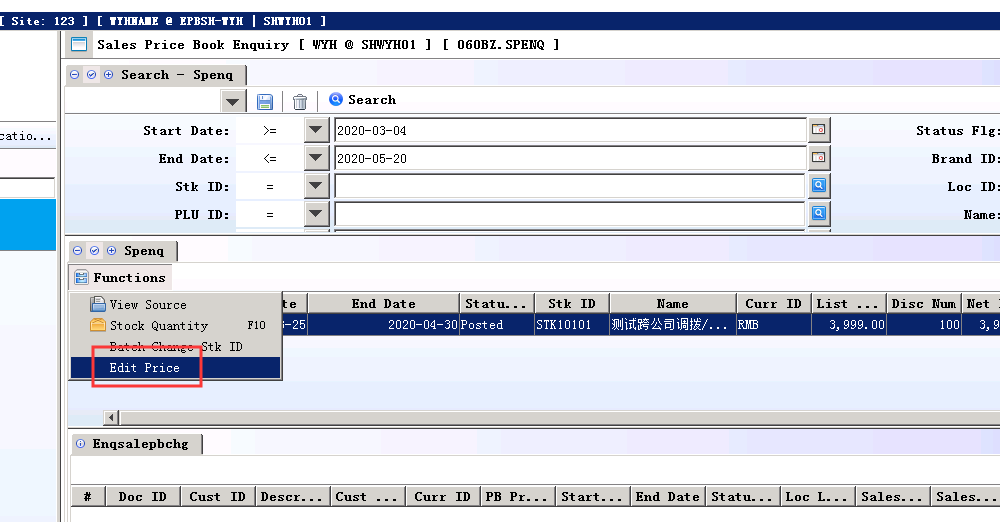 [ Site: 123 ] [ WYHNAME @ EPBSH-WYH | SHWYH01 ]
Sales Price Book Enquiry [ WYH @ SHWYH01 ] [ 060BZ.SPENQ ]
Search - Spenq
Search
Start Date: >= 2020-03-04 Status Flg:
End Date: <= 2020-05-20 Brand ID:
Stk ID: = Loc ID:
PLU ID: = Name:
catio...
Spenq
Functions
View Source
Stock Quantity F10
Batch Change Stk ID
Edit Price
te End Date Statu... Stk ID Name Curr ID List ... Disc Num Net
-25 2020-04-30 Posted STK10101 测试跨公司调拨/... RMB 3,999.00 100 3,9
Enqsalepbchg
# Doc ID Cust ID Descr... Cust ... Curr ID PB Pr... Start... End Date Statu... Loc L... Sales... Sales...